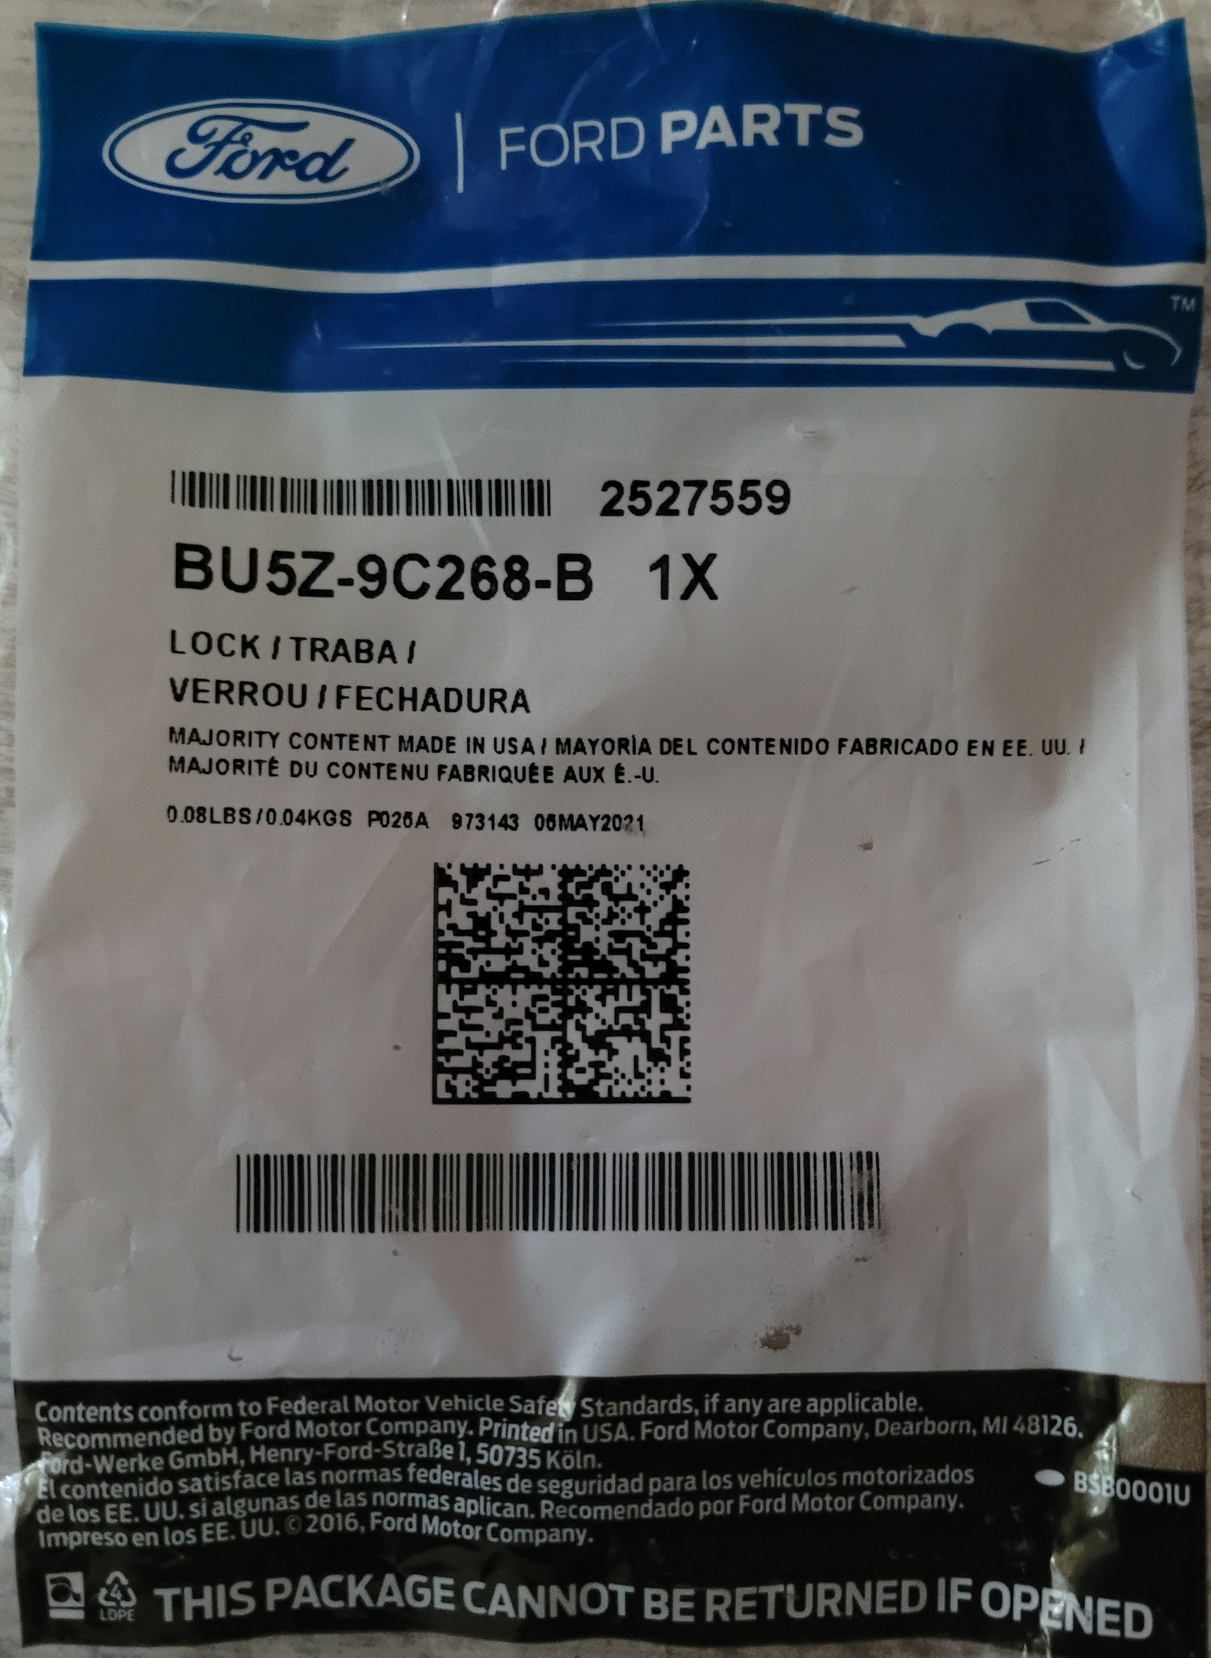 Ford | FORD PARTS
TM
2527559
BU5Z-9C268-B 1X
LOCK / TRABA /
VERROU / FECHADURA
MAJORITY CONTENT MADE IN USA / MAYORÌA DEL CONTENIDO FABRICADO EN EE. UU. /
MAJORITÉ DU CONTENU FABRIQUÉE AUX É.-U.
0.08LBS/0.04KGS P026A 973143 06MAY2021
Contents conform to Federal Motor Vehicle Safety Standards, if any are applicable.
Recommended by Ford Motor Company. Printed in USA. Ford Motor Company, Dearborn, MI 48126.
Ford-Werke GmbH, Henry-Ford-Straße 1, 50735 Köln.
El contenido satisface las normas federales de seguridad para los vehículos motorizados
de los EE. UU. si algunas de las normas aplican. Recomendado por Ford Motor Company.
Impreso en los EE. UU. © 2016, Ford Motor Company.
BSB0001U
4
LDPE
THIS PACKAGE CANNOT BE RETURNED IF OPENED